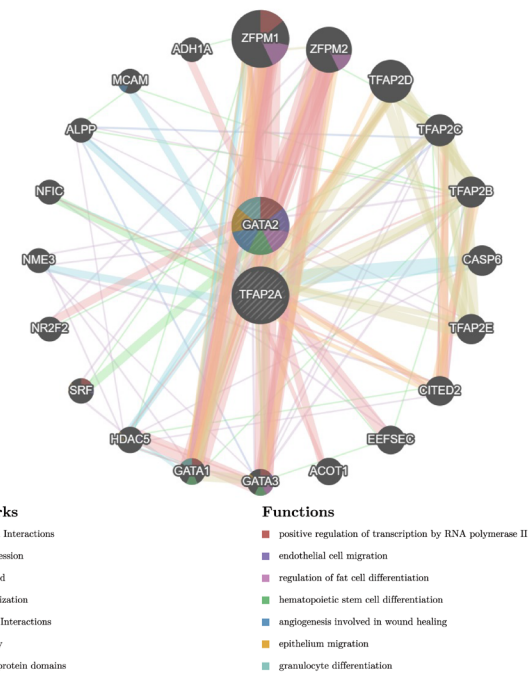 ZFPM1
ZFPM2
ADH1A
TFAP2D
MCAM
TFAP2C
ALPP
TFAP2B
NFIC
GATA2
NME3
CASP6
TFAP2A
NR2F2
TFAP2E
SRF
CITED2
HDAC5
EEFSEC
GATA1
GATA3
ACOT1
rks
Interactions
ession
d
ization
Interactions
y
protein domains
Functions
positive regulation of transcription by RNA polymerase II
endothelial cell migration
regulation of fat cell differentiation
hematopoietic stem cell differentiation
angiogenesis involved in wound healing
epithelium migration
granulocyte differentiation